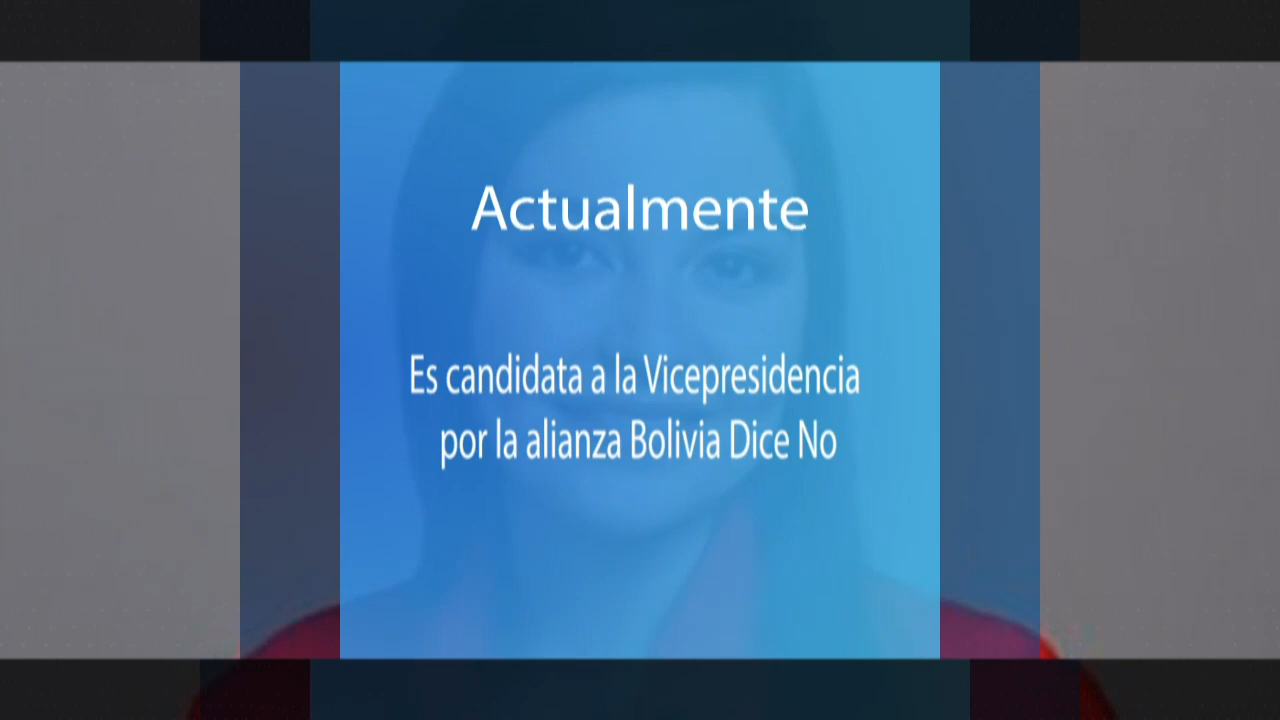 Actualmente
Es candidata a la Vicepresidencia
por la alianza Bolivia Dice No